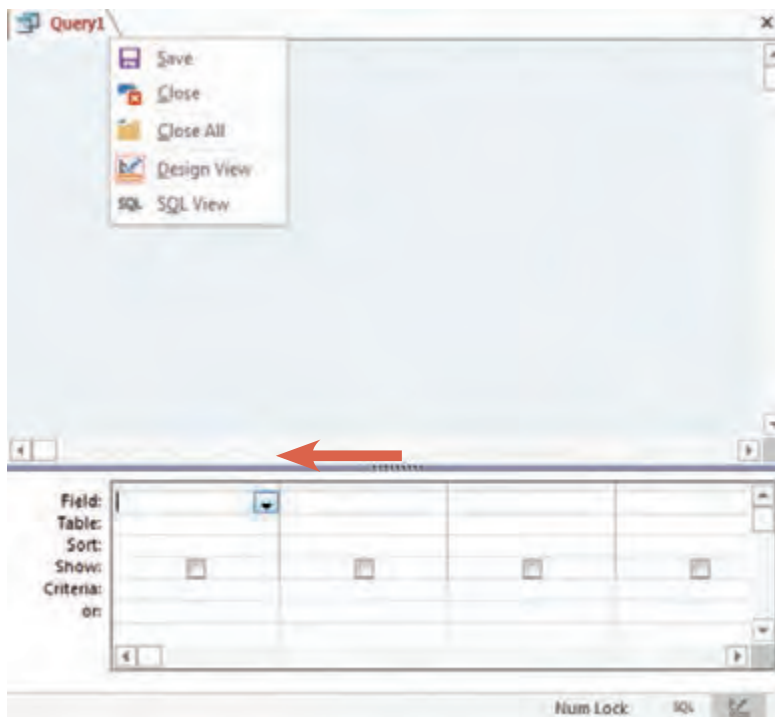 Query1
Save
Close
Close All
Design View
SQL SQL View
Field:
Table:
Sort:
Show:
Criteria:
or:
Num Lock SQL